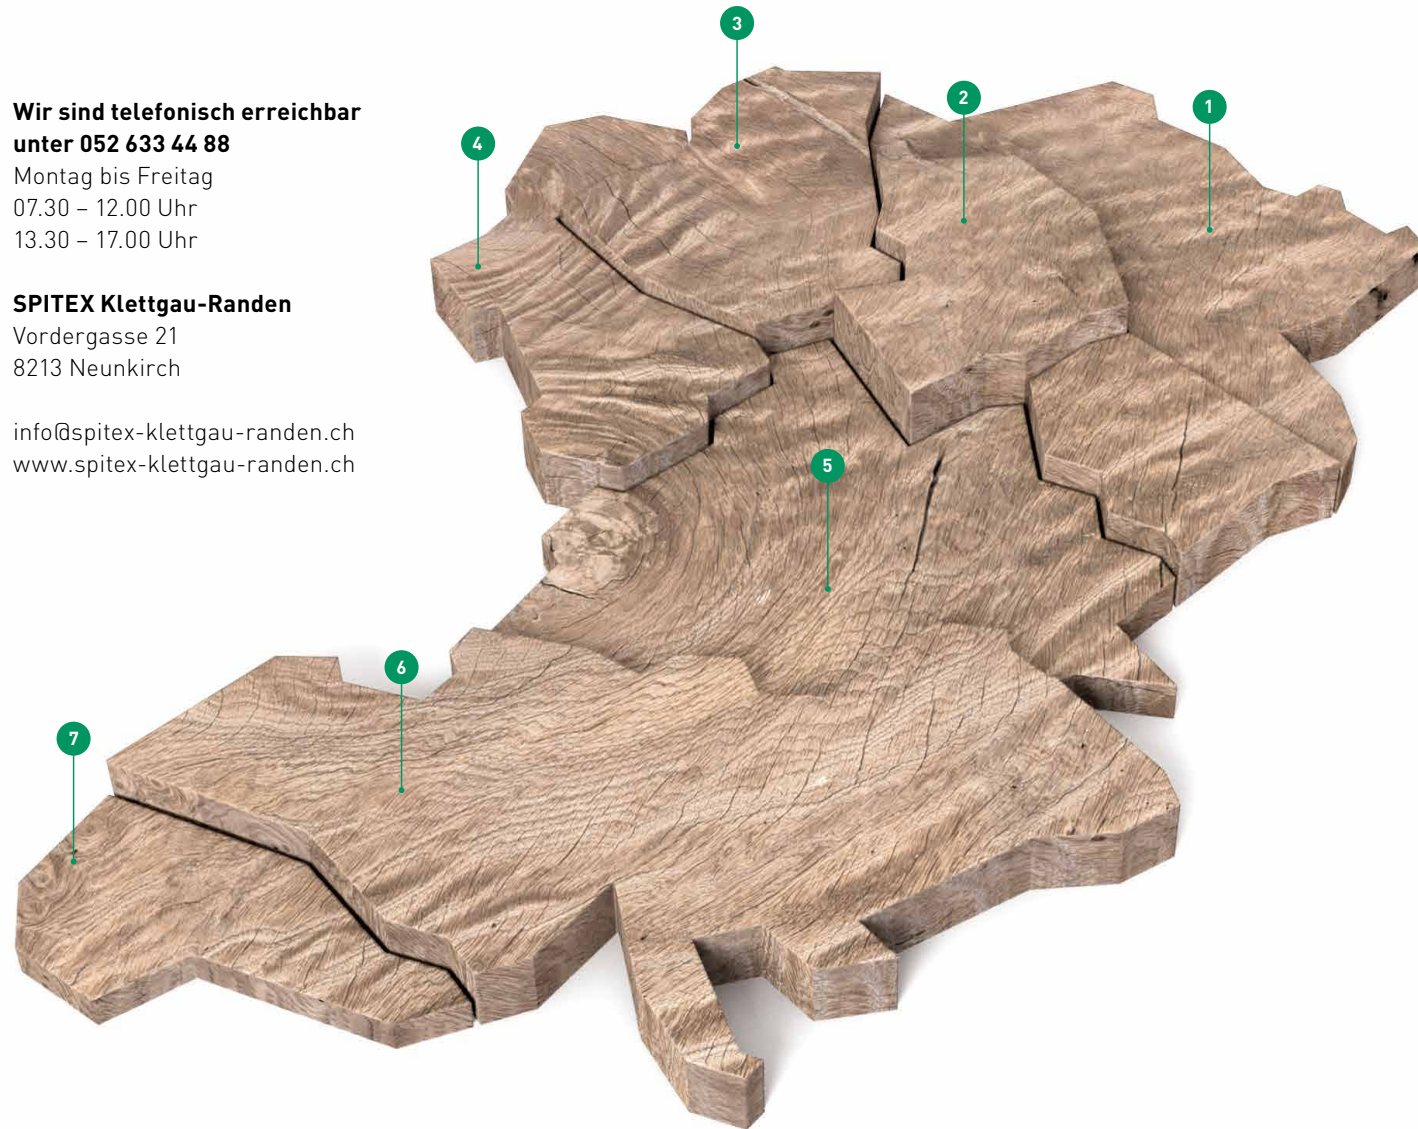 Wir sind telefonisch erreichbar
unter 052 633 44 88
Montag bis Freitag
07.30 – 12.00 Uhr
13.30 – 17.00 Uhr
SPITEX Klettgau-Randen
Vordergasse 21
8213 Neunkirch
info@spitex-klettgau-randen.ch
www.spitex-klettgau-randen.ch
3
2
1
4
5
6
7